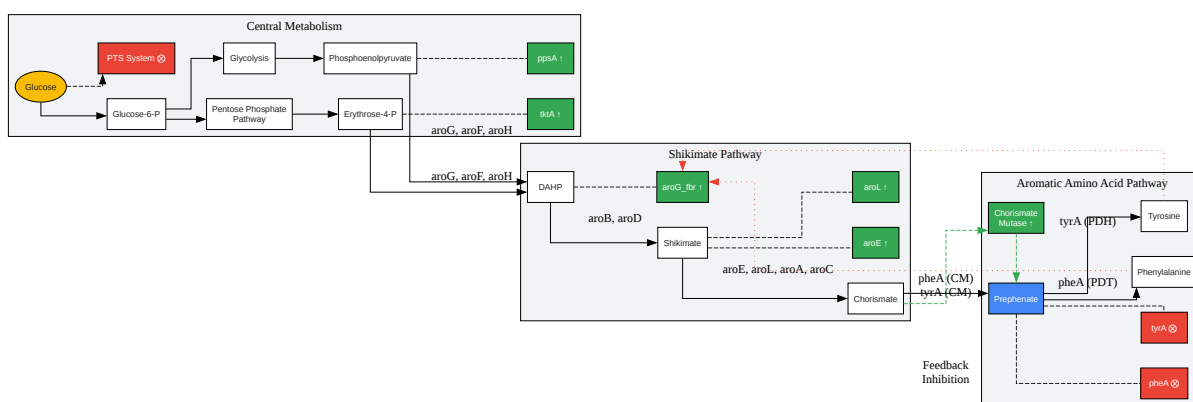 Central Metabolism
PTS System ⊗
Glycolysis
Phosphoenolpyruvate
ppsA ↑
Glucose
Glucose-6-P
Pentose Phosphate
Pathway
Erythrose-4-P
tktA ↑
aroG, aroF, aroH
aroG, aroF, aroH
Shikimate Pathway
DAHP
aroG_fbr ↑
aroL ↑
aroB, aroD
Shikimate
aroE ↑
aroE, aroL, aroA, aroC
Chorismate
pheA (CM)
tyrA (CM)
Aromatic Amino Acid Pathway
Chorismate
Mutase ↑
tyrA (PDH)
Tyrosine
Phenylalanine
pheA (PDT)
Prephenate
tyrA ⊗
pheA ⊗
Feedback
Inhibition